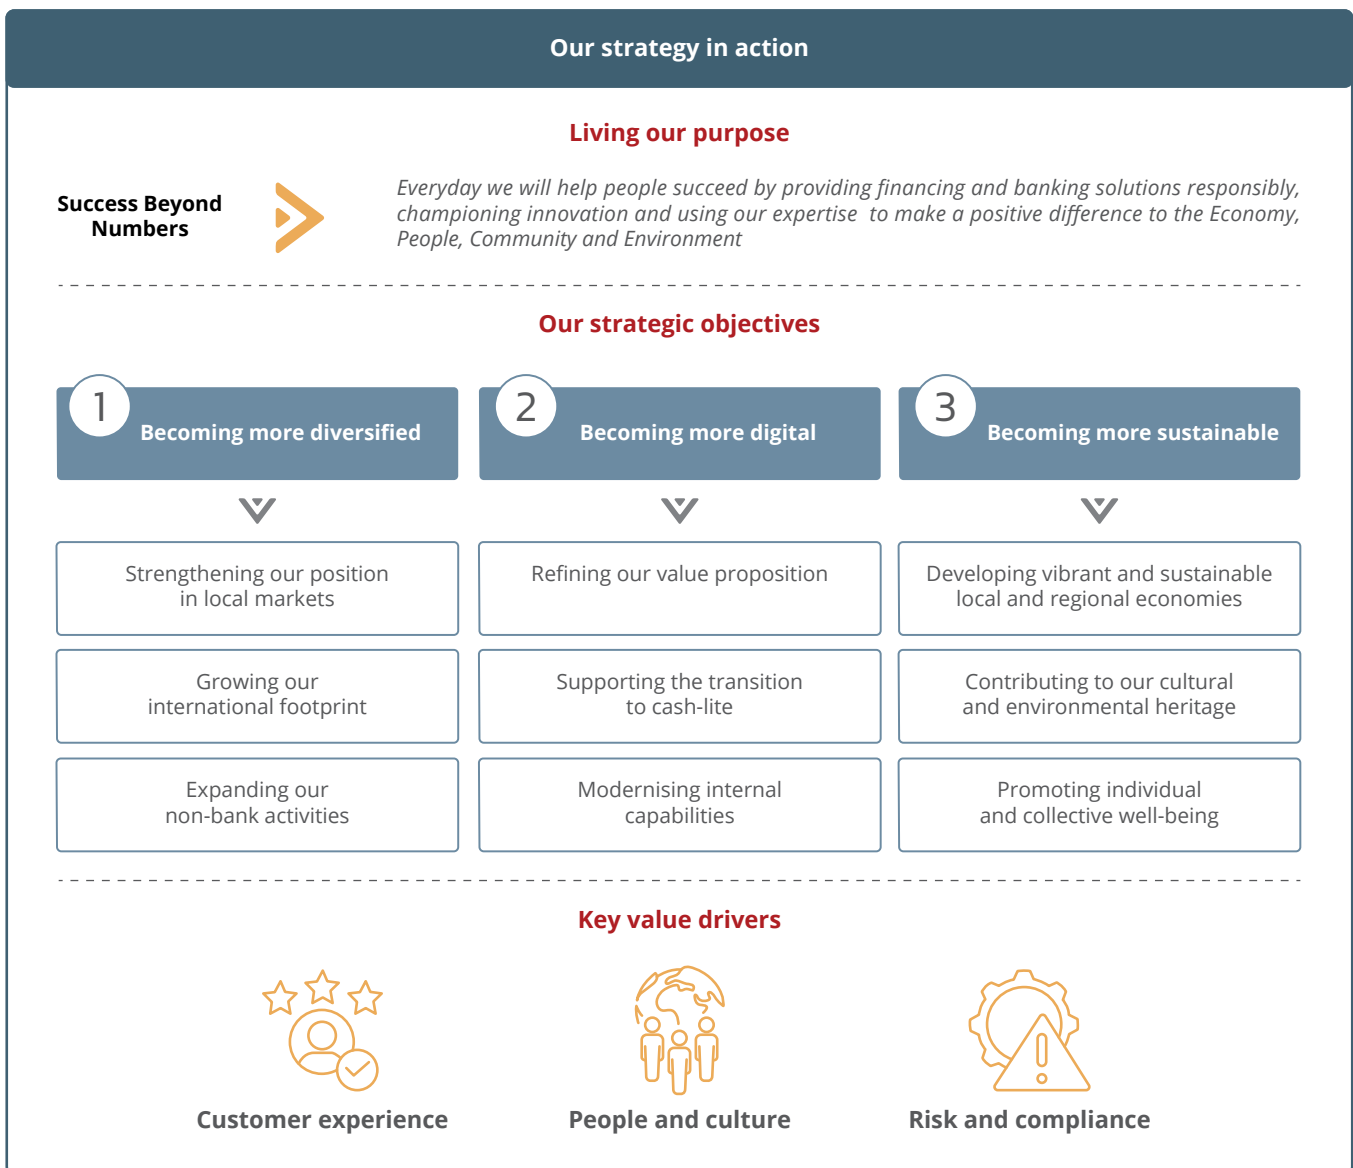 Our strategy in action
Living our purpose
Success Beyond
Numbers
Everyday we will help people succeed by providing financing and banking solutions responsibly,
championing innovation and using our expertise to make a positive difference to the Economy,
People, Community and Environment
Our strategic objectives
1
Becoming more diversified
Strengthening our position
in local markets
Growing our
international footprint
Expanding our
non-bank activities
2
Becoming more digital
Refining our value proposition
Supporting the transition
to cash-lite
Modernising internal
capabilities
3
Becoming more sustainable
Developing vibrant and sustainable
local and regional economies
Contributing to our cultural
and environmental heritage
Promoting individual
and collective well-being
Key value drivers
Customer experience
People and culture
Risk and compliance